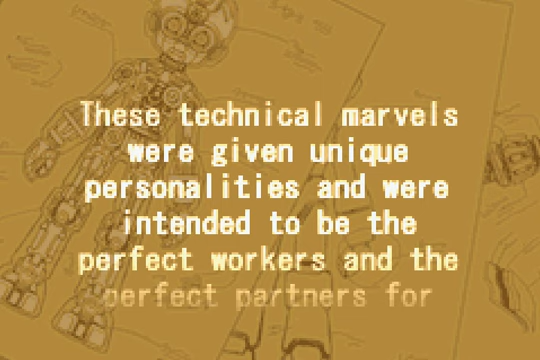 These technical marvels
were given unique
personalities and were
intended to be the
perfect workers and the
perfect partners for